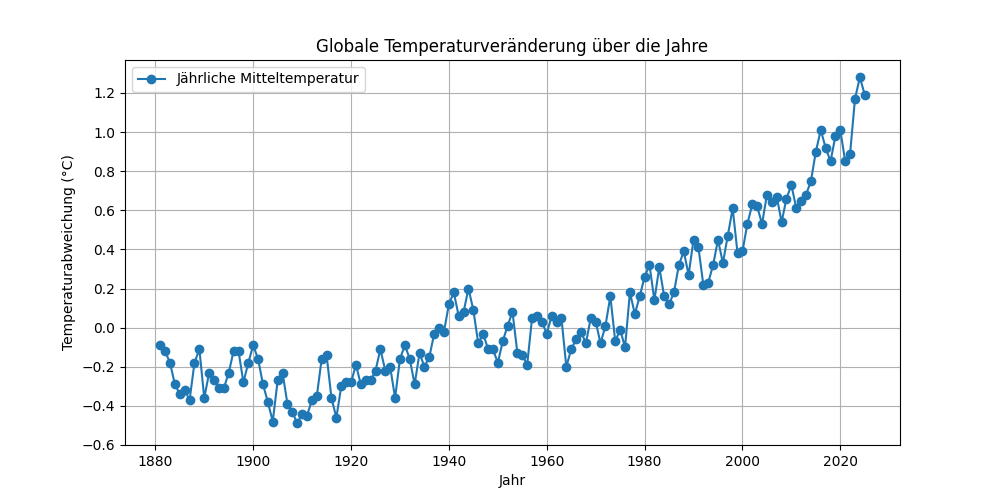 Globale Temperaturveränderung über die Jahre
Jährliche Mitteltemperatur
Temperaturabweichung (°C)
1.2
1.0
0.8
0.6
0.4
0.2
0.0
−0.2
−0.4
−0.6
1880 1900 1920 1940 1960 1980 2000 2020
Jahr